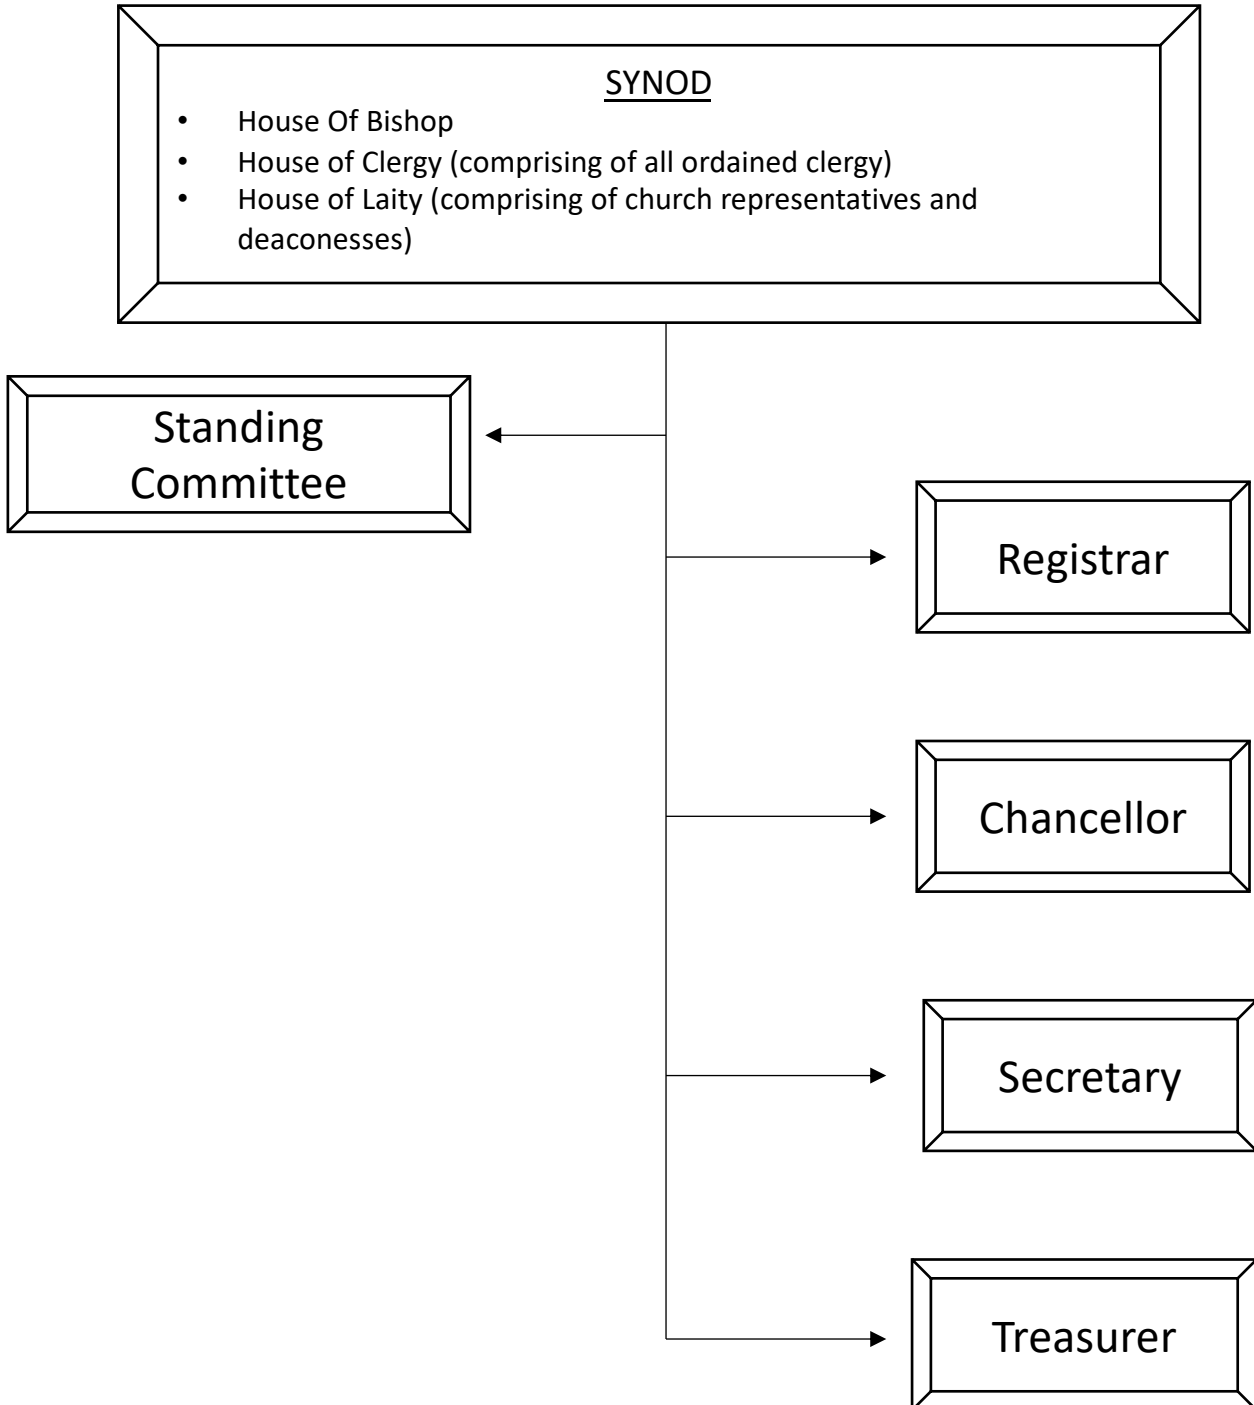 SYNOD
• House Of Bishop
• House of Clergy (comprising of all ordained clergy)
• House of Laity (comprising of church representatives and
deaconesses)
Standing
Committee
Registrar
Chancellor
Secretary
Treasurer